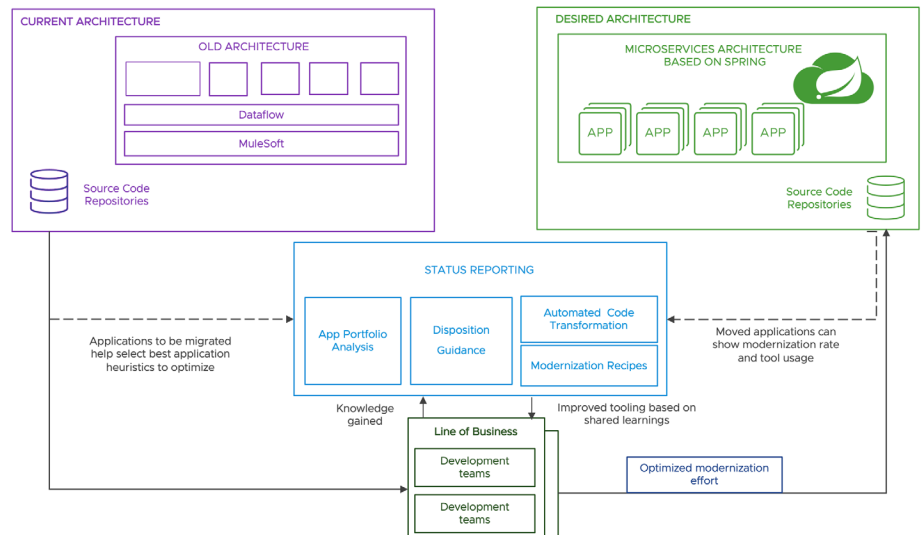 CURRENT ARCHITECTURE
OLD ARCHITECTURE
Dataflow
MuleSoft
Source Code
Repositories
DESIRED ARCHITECTURE
MICROSERVICES ARCHITECTURE
BASED ON SPRING
APP
APP
APP
APP
Source Code
Repositories
STATUS REPORTING
App Portfolio
Analysis
Disposition
Guidance
Automated Code
Transformation
Modernization Recipes
Applications to be migrated
help select best application
heuristics to optimize
Moved applications can
show modernization rate
and tool usage
Knowledge
gained
Improved tooling based on
shared learnings
Line of Business
Development
teams
Development
teams
Optimized modernization
effort